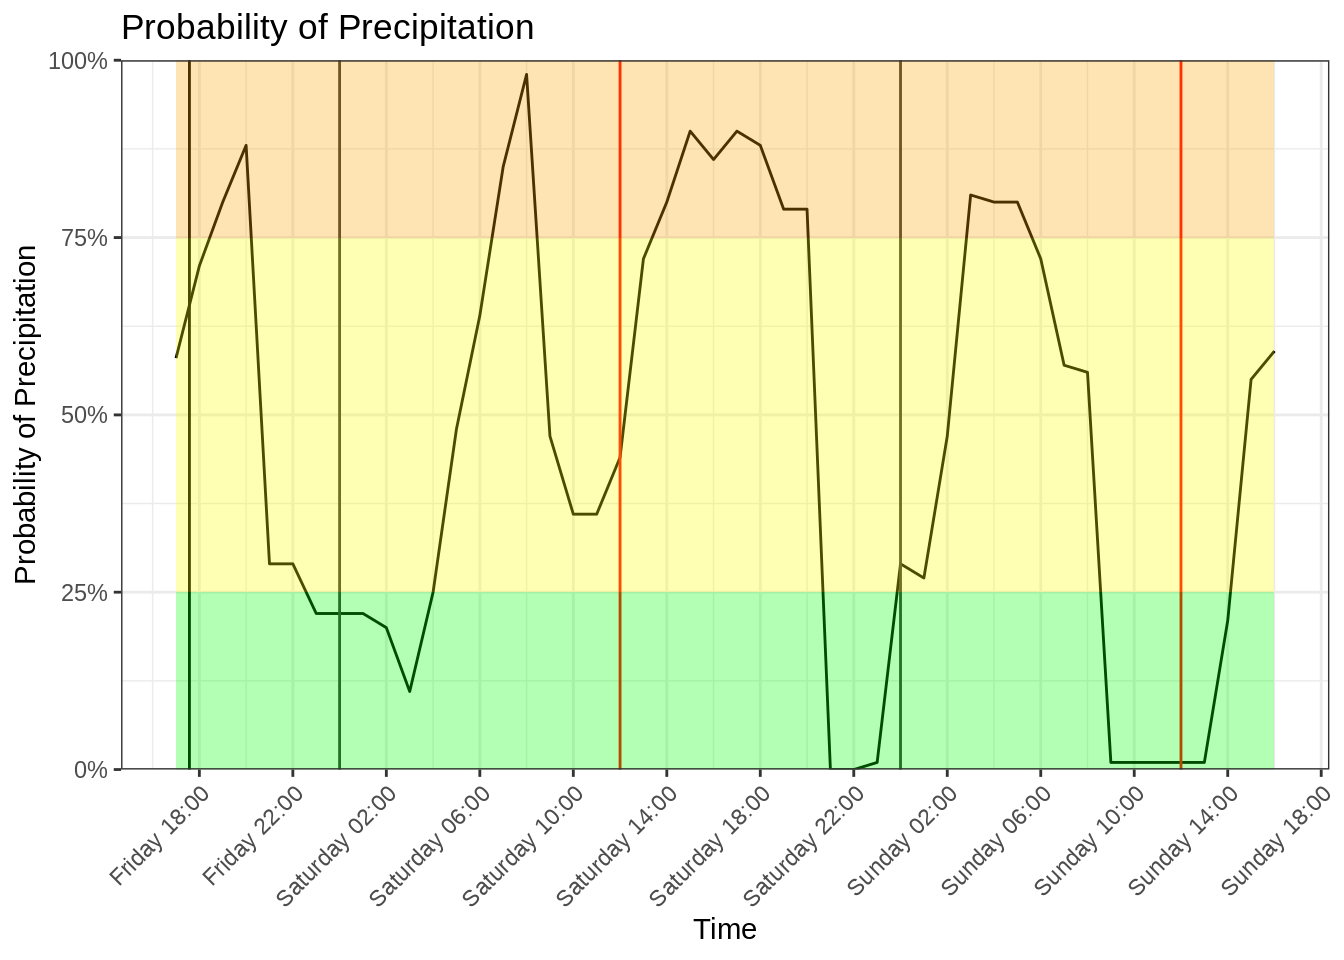 Probability of Precipitation
Probability of Precipitation
100%
75%
50%
25%
0%
Friday 18:00
Friday 22:00
Saturday 02:00
Saturday 06:00
Saturday 10:00
Saturday 14:00
Saturday 18:00
Saturday 22:00
Sunday 02:00
Sunday 06:00
Sunday 10:00
Sunday 14:00
Sunday 18:00
Time